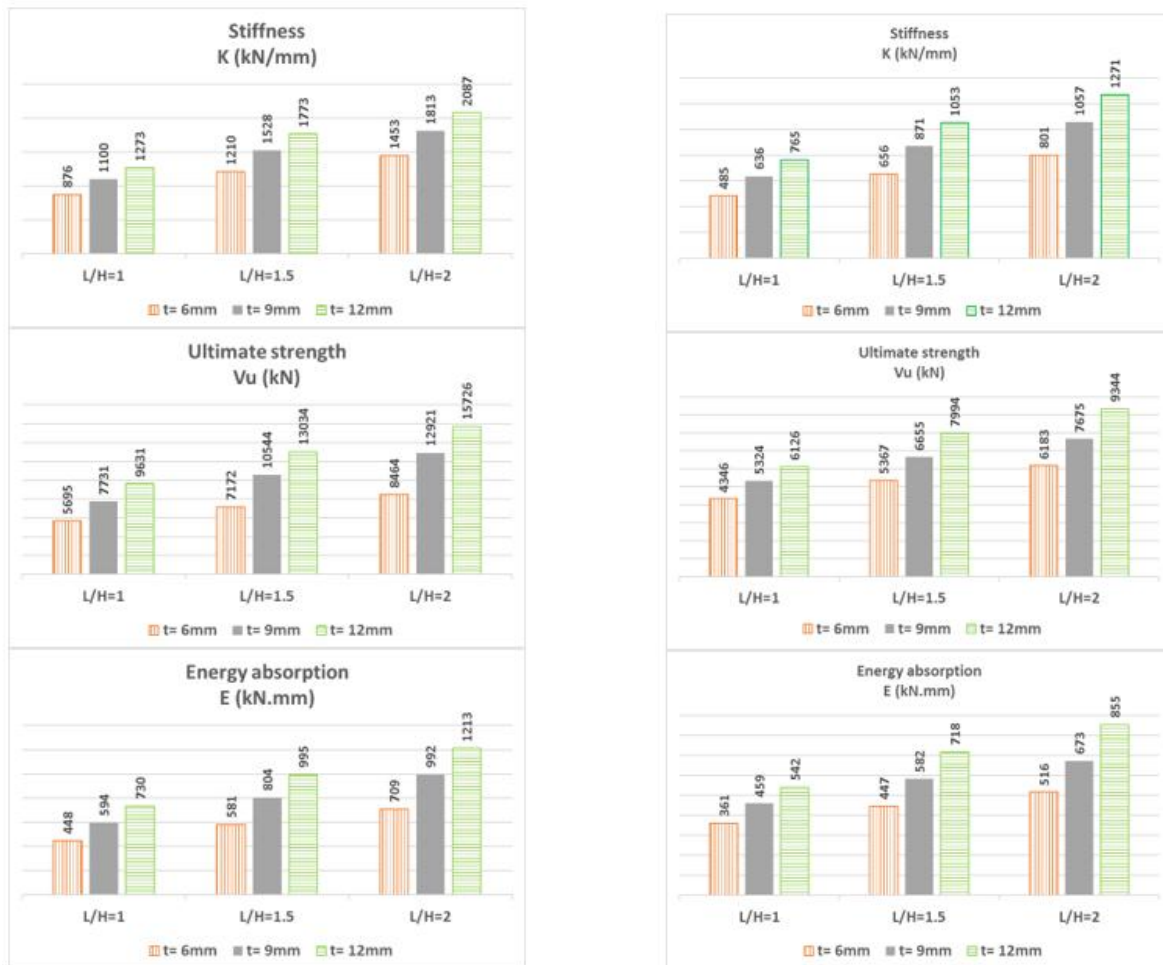 Stiffness
K (kN/mm)
876
1100
1273
1210
1528
1773
1453
1813
2087
L/H=1
L/H=1.5
L/H=2
t= 6mm t= 9mm t= 12mm
Ultimate strength
Vu (kN)
5695
7731
9631
7172
10544
13034
8464
12921
15726
L/H=1
L/H=1.5
L/H=2
t= 6mm t= 9mm t= 12mm
Energy absorption
E (kN.mm)
448
594
730
581
804
995
709
992
1213
L/H=1
L/H=1.5
L/H=2
t= 6mm t= 9mm t= 12mm
Stiffness
K (kN/mm)
485
636
765
656
871
1053
801
1057
1271
L/H=1
L/H=1.5
L/H=2
t= 6mm t= 9mm t= 12mm
Ultimate strength
Vu (kN)
4346
5324
6126
5367
6655
7994
6183
7675
9344
L/H=1
L/H=1.5
L/H=2
t= 6mm t= 9mm t= 12mm
Energy absorption
E (kN.mm)
361
459
542
447
582
718
516
673
855
L/H=1
L/H=1.5
L/H=2
t= 6mm t= 9mm t= 12mm